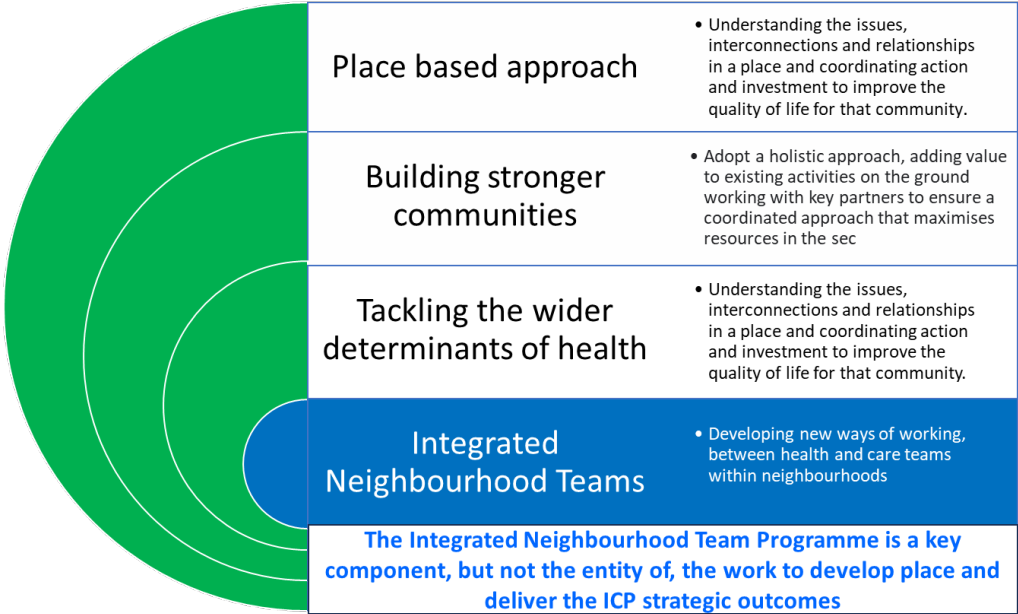 Place based approach
• Understanding the issues,
interconnections and relationships
in a place and coordinating action
and investment to improve the
quality of life for that community.
Building stronger
communities
• Adopt a holistic approach, adding value
to existing activities on the ground
working with key partners to ensure a
coordinated approach that maximises
resources in the sec
Tackling the wider
determinants of health
• Understanding the issues,
interconnections and relationships
in a place and coordinating action
and investment to improve the
quality of life for that community.
Integrated
Neighbourhood Teams
• Developing new ways of working,
between health and care teams
within neighbourhoods
The Integrated Neighbourhood Team Programme is a key
component, but not the entity of, the work to develop place and
deliver the ICP strategic outcomes